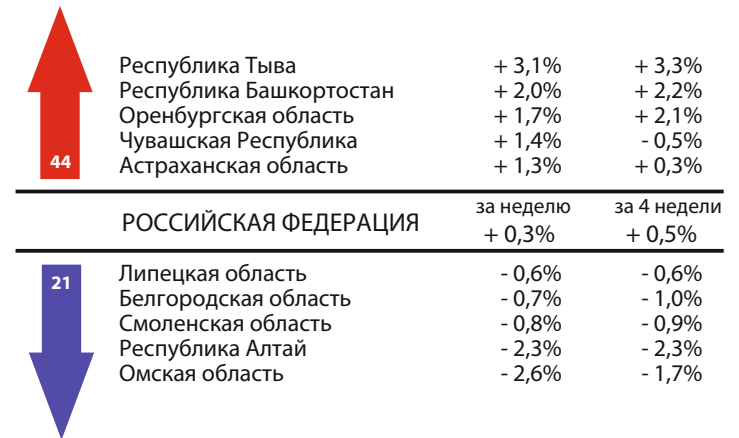 Республика Тыва + 3,1% + 3,3%
Республика Башкортостан + 2,0% + 2,2%
Оренбургская область + 1,7% + 2,1%
Чувашская Республика + 1,4% - 0,5%
44 Астраханская область + 1,3% + 0,3%
за неделю за 4 недели
РОССИЙСКАЯ ФЕДЕРАЦИЯ + 0,3% + 0,5%
21 Липецкая область - 0,6% - 0,6%
Белгородская область - 0,7% - 1,0%
Смоленская область - 0,8% - 0,9%
Республика Алтай - 2,3% - 2,3%
Омская область - 2,6% - 1,7%